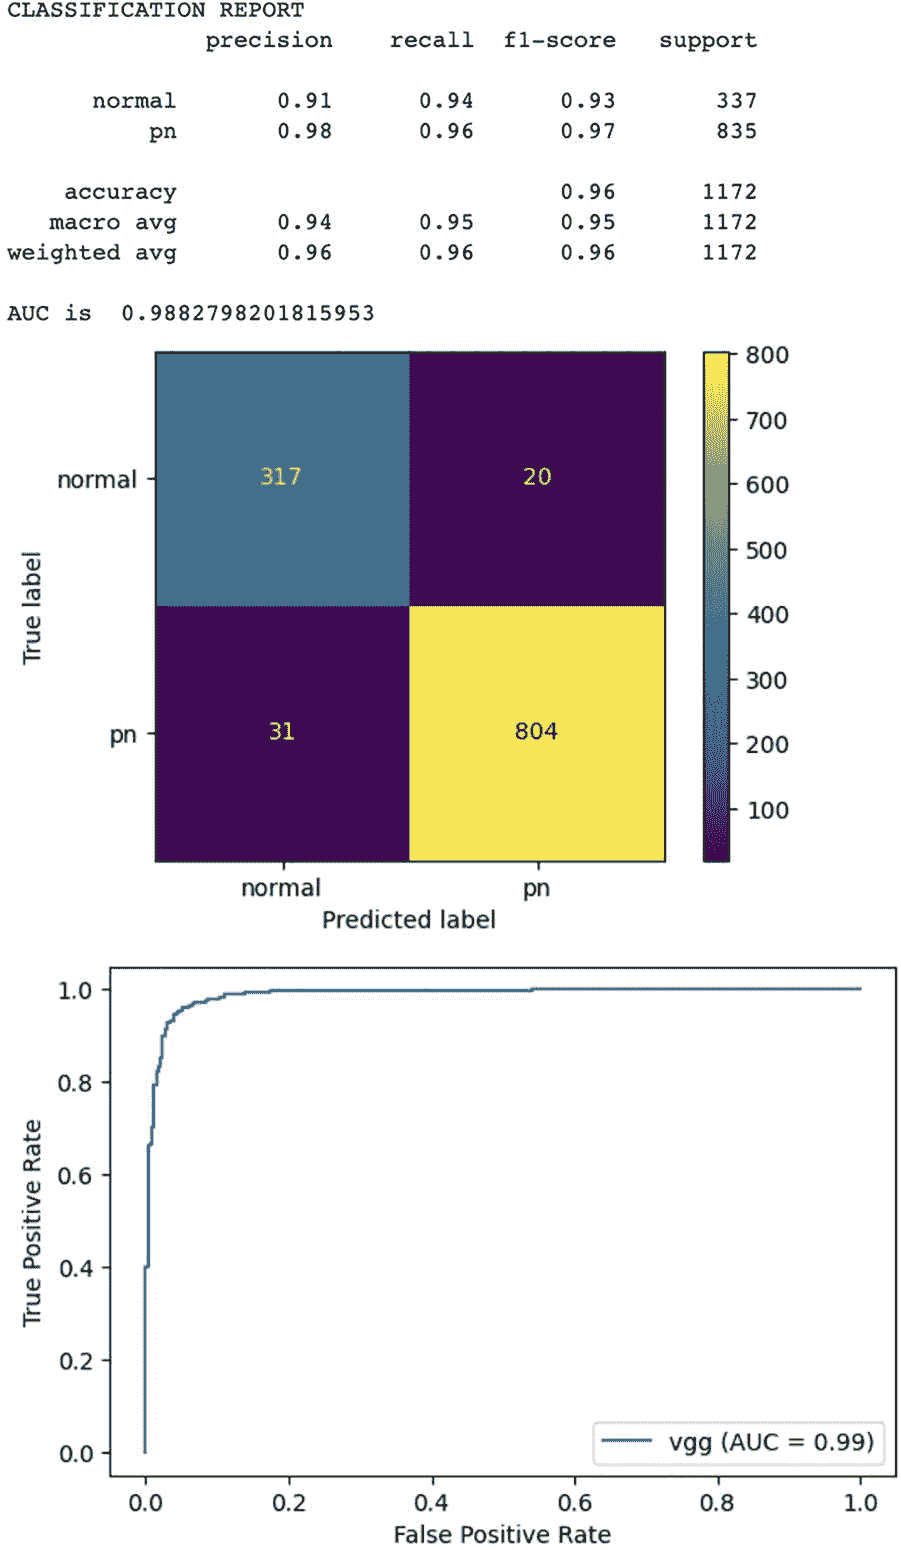 CLASSIFICATION REPORT
precision recall f1-score support
normal 0.91 0.94 0.93 337
pn 0.98 0.96 0.97 835
accuracy 0.96 1172
macro avg 0.94 0.95 0.95 1172
weighted avg 0.96 0.96 0.96 1172
AUC is 0.9882798201815953
True label
normal
pn
317
20
31
804
normal
pn
Predicted label
800
700
600
500
400
300
200
100
True Positive Rate
1.0
0.8
0.6
0.4
0.2
0.0
vgg (AUC = 0.99)
0.0 0.2 0.4 0.6 0.8 1.0
False Positive Rate